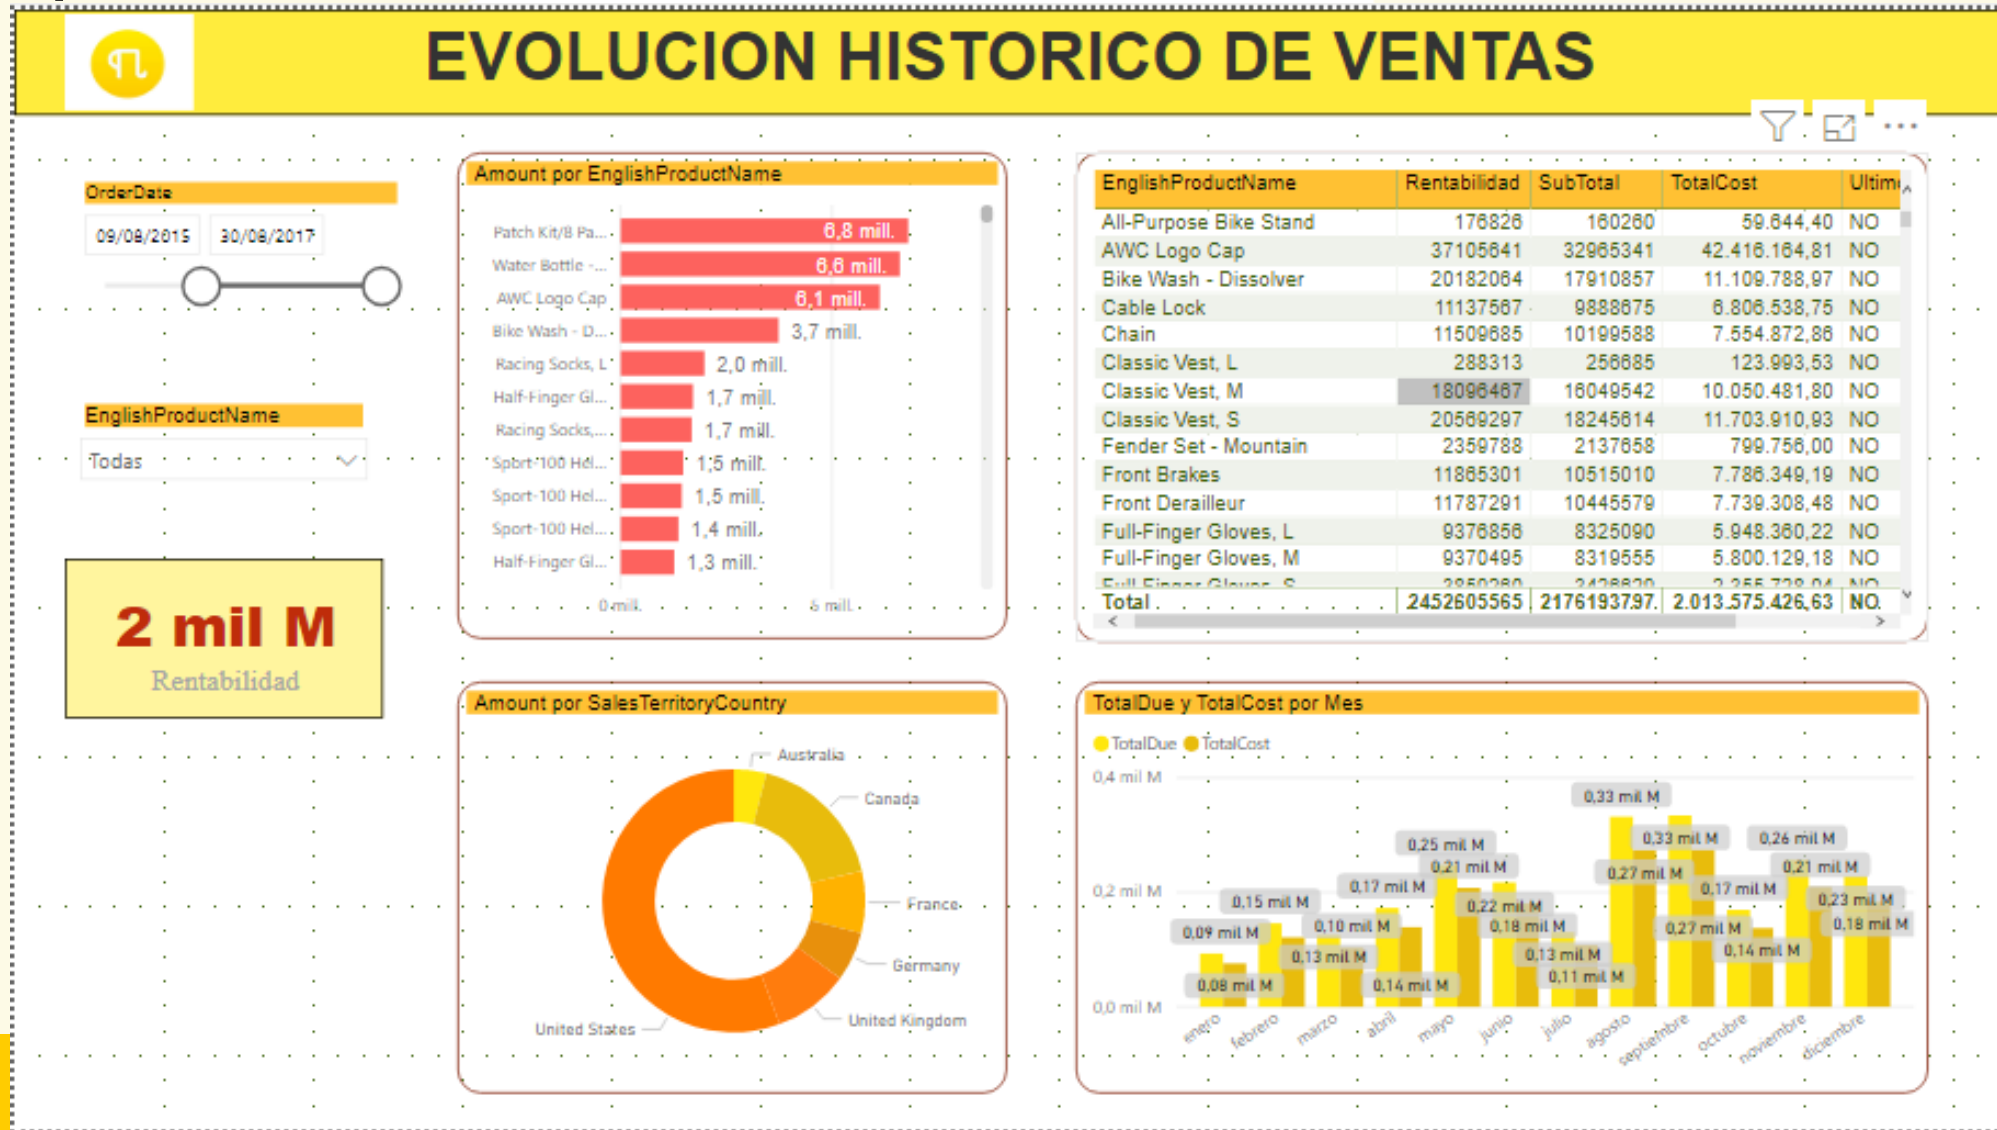 EVOLUCION HISTORICO DE VENTAS
OrderDate
09/08/2015 30/08/2017
EnglishProductName
Todas
2 mil M
Rentabilidad
Amount por EnglishProductName
Patch Kit/8 Pa... 6,8 mill.
Water Bottle -... 6,6 mill.
AWC Logo Cap 6,1 mill.
Bike Wash - D... 3,7 mill.
Racing Socks, L 2,0 mill.
Half-Finger Gl... 1,7 mill.
Racing Socks,... 1,7 mill.
Sport-100 Hel... 1,5 mill.
Sport-100 Hel... 1,5 mill.
Sport-100 Hel... 1,4 mill.
Half-Finger Gl... 1,3 mill.
0 mill. mill.
EnglishProductName Rentabilidad SubTotal TotalCost Ultim
All-Purpose Bike Stand 176826 160260 59.644,40 NO
AWC Logo Cap 37105641 32965341 42.416.164,81 NO
Bike Wash - Dissolver 20182064 17910857 11.109.788,97 NO
Cable Lock 11137567 9888675 6.806.538,75 NO
Chain 11509685 10199588 7.554.872,86 NO
Classic Vest, L 288313 256685 123.993,53 NO
Classic Vest, M 18096467 16049542 10.050.481,80 NO
Classic Vest, S 20569297 18245614 11.703.910,93 NO
Fender Set - Mountain 2359788 2137658 799.756,00 NO
Front Brakes 11865301 10515010 7.786.349,19 NO
Front Derailleur 11787291 10445579 7.739.308,48 NO
Full-Finger Gloves, L 9376856 8325090 5.948.360,22 NO
Full-Finger Gloves, M 9370495 8319555 5.800.129,18 NO
Full-Finger Gloves, S NO
Total 2452605565 2176193797 2.013.575.426,63 NO
Amount por SalesTerritoryCountry
Australia
Canada
France
Germany
United Kingdom
United States
TotalDue y TotalCost por Mes
TotalDue TotalCost
0,4 mil M
0,33 mil M
0,25 mil M 0,33 mil M 0,26 mil M
0,21 mil M 0,27 mil M 0,21 mil M
0,2 mil M 0,17 mil M 0,17 mil M
0,15 mil M 0,22 mil M 0,23 mil M
0,09 mil M 0,10 mil M 0,18 mil M 0,27 mil M 0,18 mil M
0,13 mil M 0,13 mil M 0,14 mil M
0,08 mil M 0,14 mil M 0,11 mil M
0,0 mil M
enero febrero marzo abril mayo junio julio agosto septiembre octubre noviembre diciembre